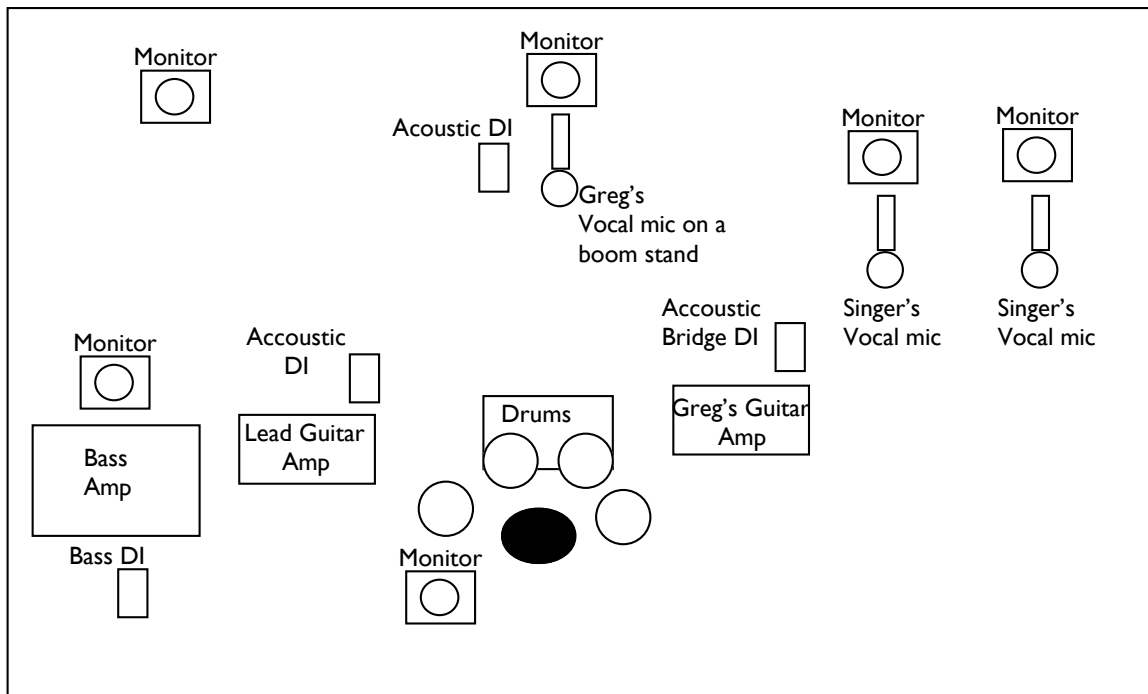 Monitor
Monitor
Monitor
Monitor
Acoustic DI
Greg's
Vocal mic on a
boom stand
Singer's
Vocal mic
Singer's
Vocal mic
Accoustic
Bridge DI
Accoustic
DI
Monitor
Drums
Greg's Guitar
Amp
Lead Guitar
Amp
Bass
Amp
Bass DI
Monitor